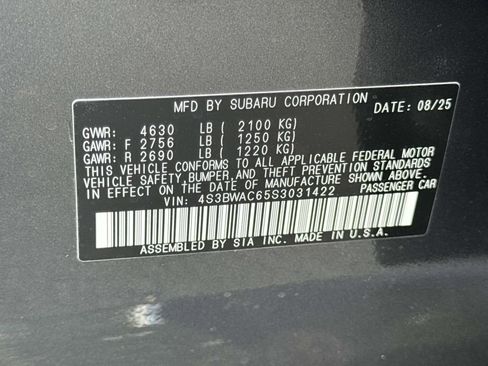 MFD BY SUBARU CORPORATION DATE: 08/25
GVWR: 4630 LB ( 2100 KG)
GAWR: F 2756 LB ( 1250 KG)
GAWR: R 2690 LB ( 1220 KG)
THIS VEHICLE CONFORMS TO ALL APPLICABLE FEDERAL MOTOR
VEHICLE SAFETY, BUMPER, AND THEFT PREVENTION STANDARDS
IN EFFECT ON THE DATE OF MANUFACTURE SHOWN ABOVE.
VIN: 4S3BWAC65S3031422 PASSENGER CAR
ASSEMBLED BY SIA INC. MADE IN U.S.A.